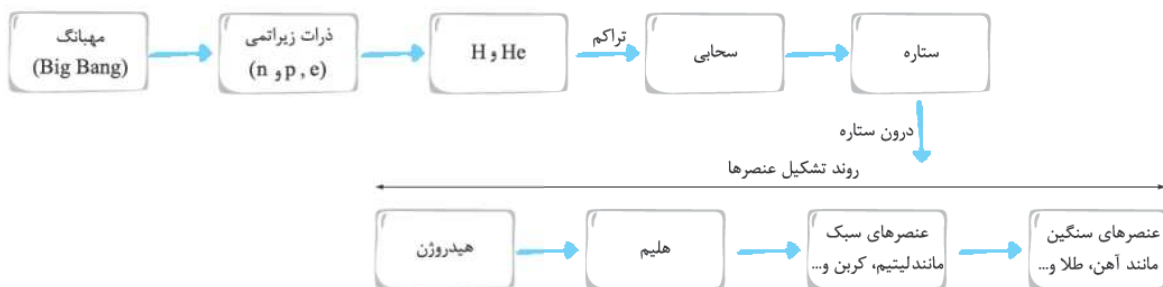 مهبانگ
(Big Bang)
ذرات زیراتمی
(n و p , e)
H و He
تراکم
سحابی
ستاره
درون ستاره
روند تشکیل عنصرها
هیدروژن
هلیم
عنصرهای سبک
مانندلیتیم، کربن و...
عنصرهای سنگین
مانند آهن، طلا و...